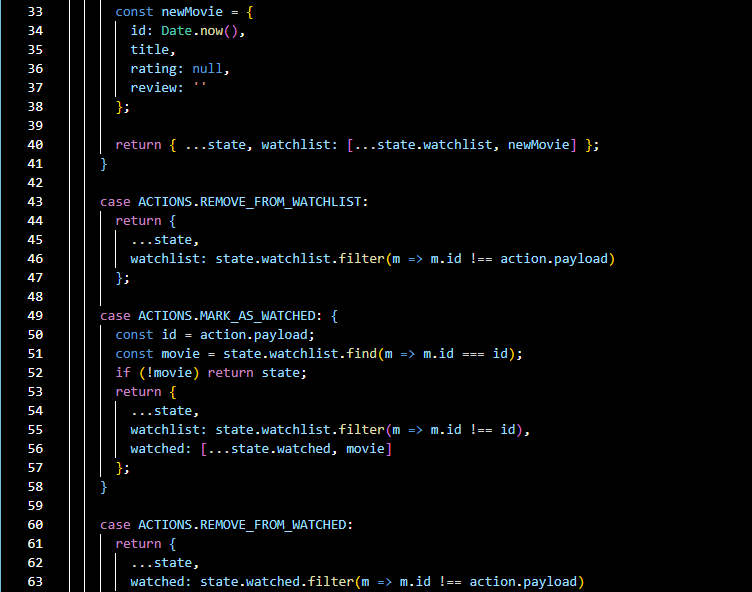 33 const newMovie = {
34 id: Date.now(),
35 title,
36 rating: null,
37 review: ''
38 };
39
40 return { ...state, watchlist: [...state.watchlist, newMovie] };
41 }
42
43 case ACTIONS.REMOVE_FROM_WATCHLIST:
44 return {
45 ...state,
46 watchlist: state.watchlist.filter(m => m.id !== action.payload)
47 };
48
49 case ACTIONS.MARK_AS_WATCHED: {
50 const id = action.payload;
51 const movie = state.watchlist.find(m => m.id === id);
52 if (!movie) return state;
53 return {
54 ...state,
55 watchlist: state.watchlist.filter(m => m.id !== id),
56 watched: [...state.watched, movie]
57 };
58 }
59
60 case ACTIONS.REMOVE_FROM_WATCHED:
61 return {
62 ...state,
63 watched: state.watched.filter(m => m.id !== action.payload)